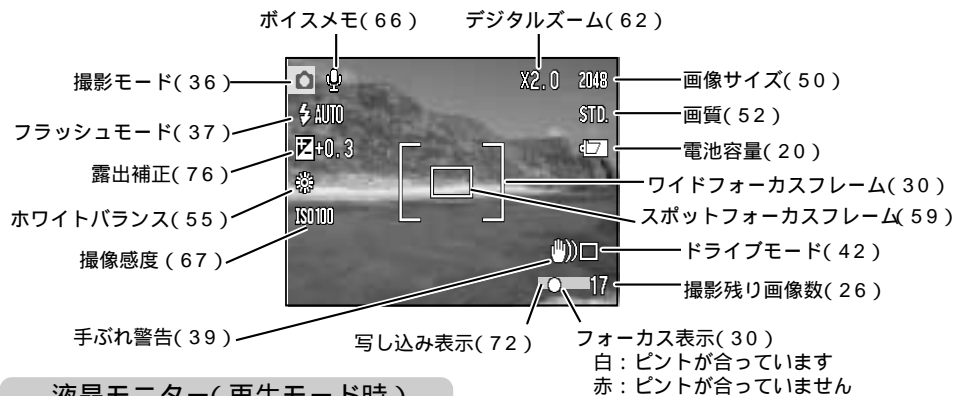 ボイスメモ(66)
デジタルズーム(62)
撮影モード(36)
X2.0 2048
画像サイズ(50)
フラッシュモード(37)
AUTO
STD.
画質(52)
露出補正(76)
+0.3
電池容量(20)
ワイドフォーカスフレーム(30)
ホワイトバランス(55)
スポットフォーカスフレーム(59)
ISO100
撮像感度(67)
ドライブモード(42)
17
撮影残り画像数(26)
手ぶれ警告(39)
写し込み表示(72)
フォーカス表示(30)
白：ピントが合っています
赤：ピントが合っていません
液晶モニター(再生モード時)